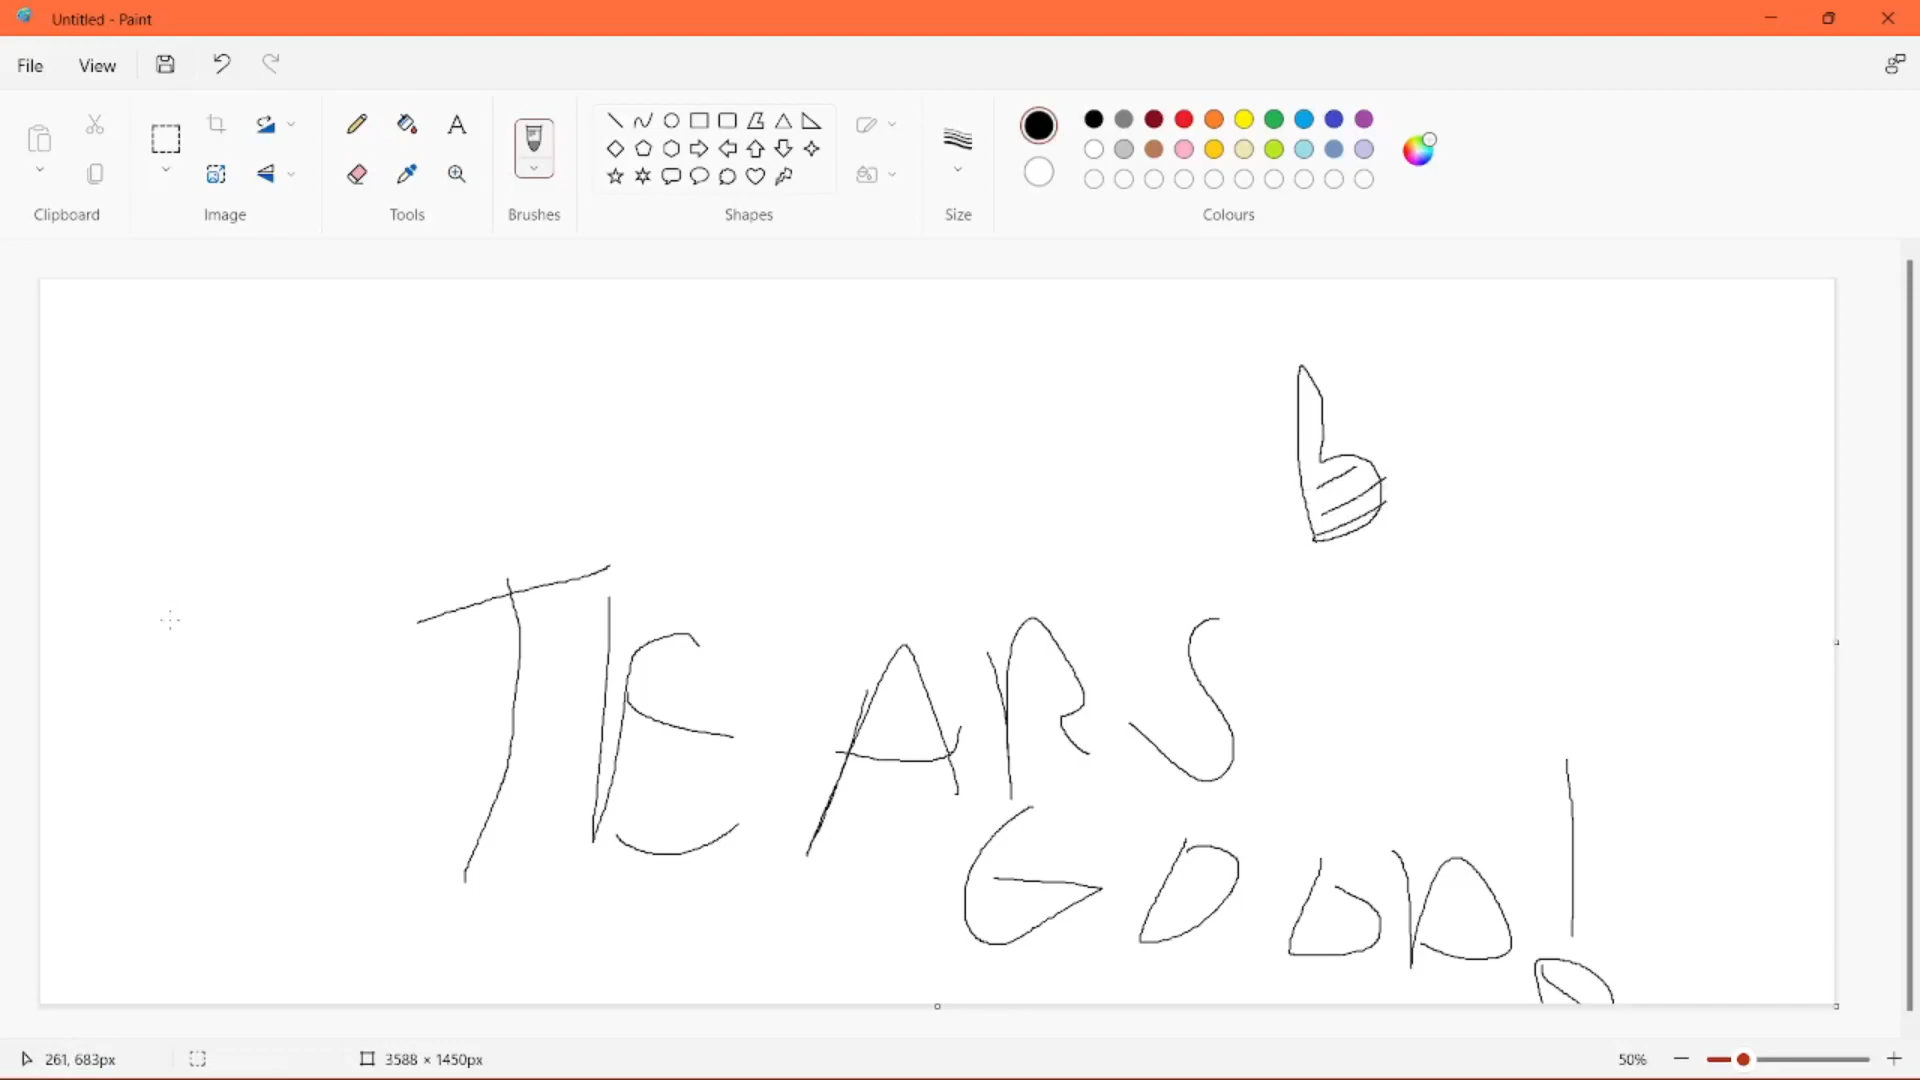 Untitled - Paint
File View
Clipboard Image Tools Brushes Shapes Size Colours
TEARS
GOOD!
261, 683px 3588 × 1450px 50%